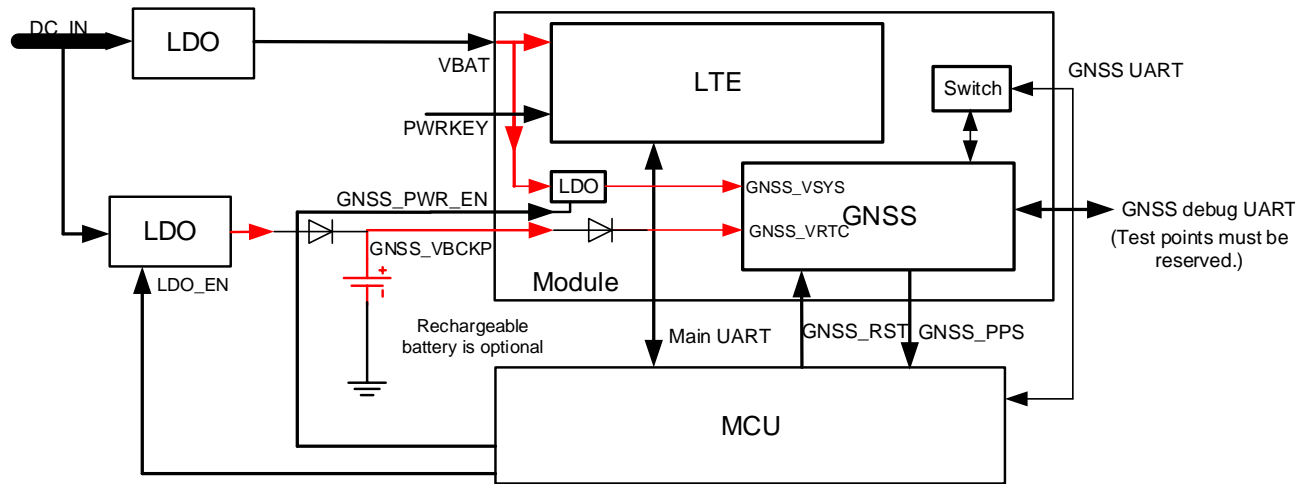 DC_IN
LDO
VBAT
LTE
GNSS UART
Switch
PWRKEY
LDO
GNSS_VSYS
GNSS_PWR_EN
GNSS
GNSS debug UART
(Test points must be
reserved.)
LDO
GNSS_VRTC
GNSS_VBCKP
LDO_EN
Module
Rechargeable
battery is optional
Main UART
GNSS_RST
GNSS_PPS
MCU